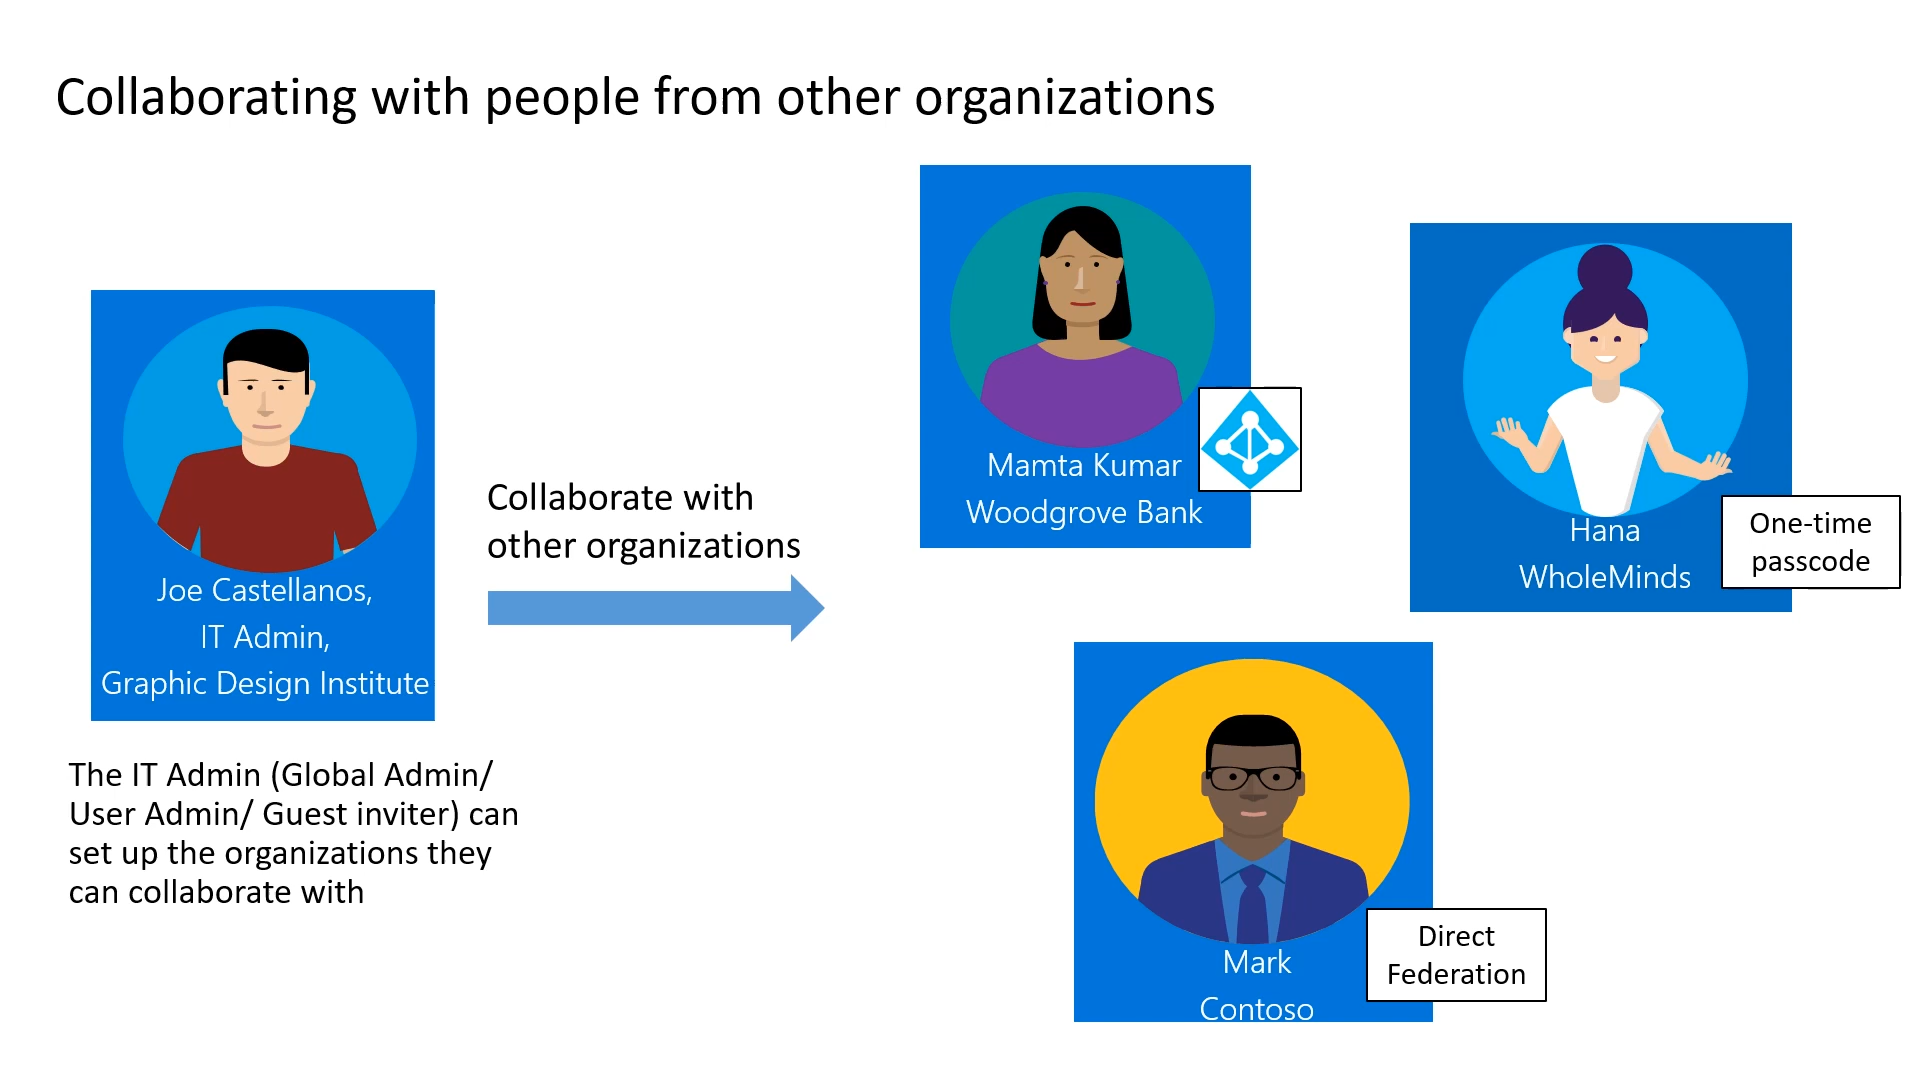 Collaborating with people from other organizations
Joe Castellanos,
IT Admin,
Graphic Design Institute
The IT Admin (Global Admin/
User Admin/ Guest inviter) can
set up the organizations they
can collaborate with
Collaborate with
other organizations
Mamta Kumar
Woodgrove Bank
Hana
WholeMinds
One-time
passcode
Mark
Contoso
Direct
Federation